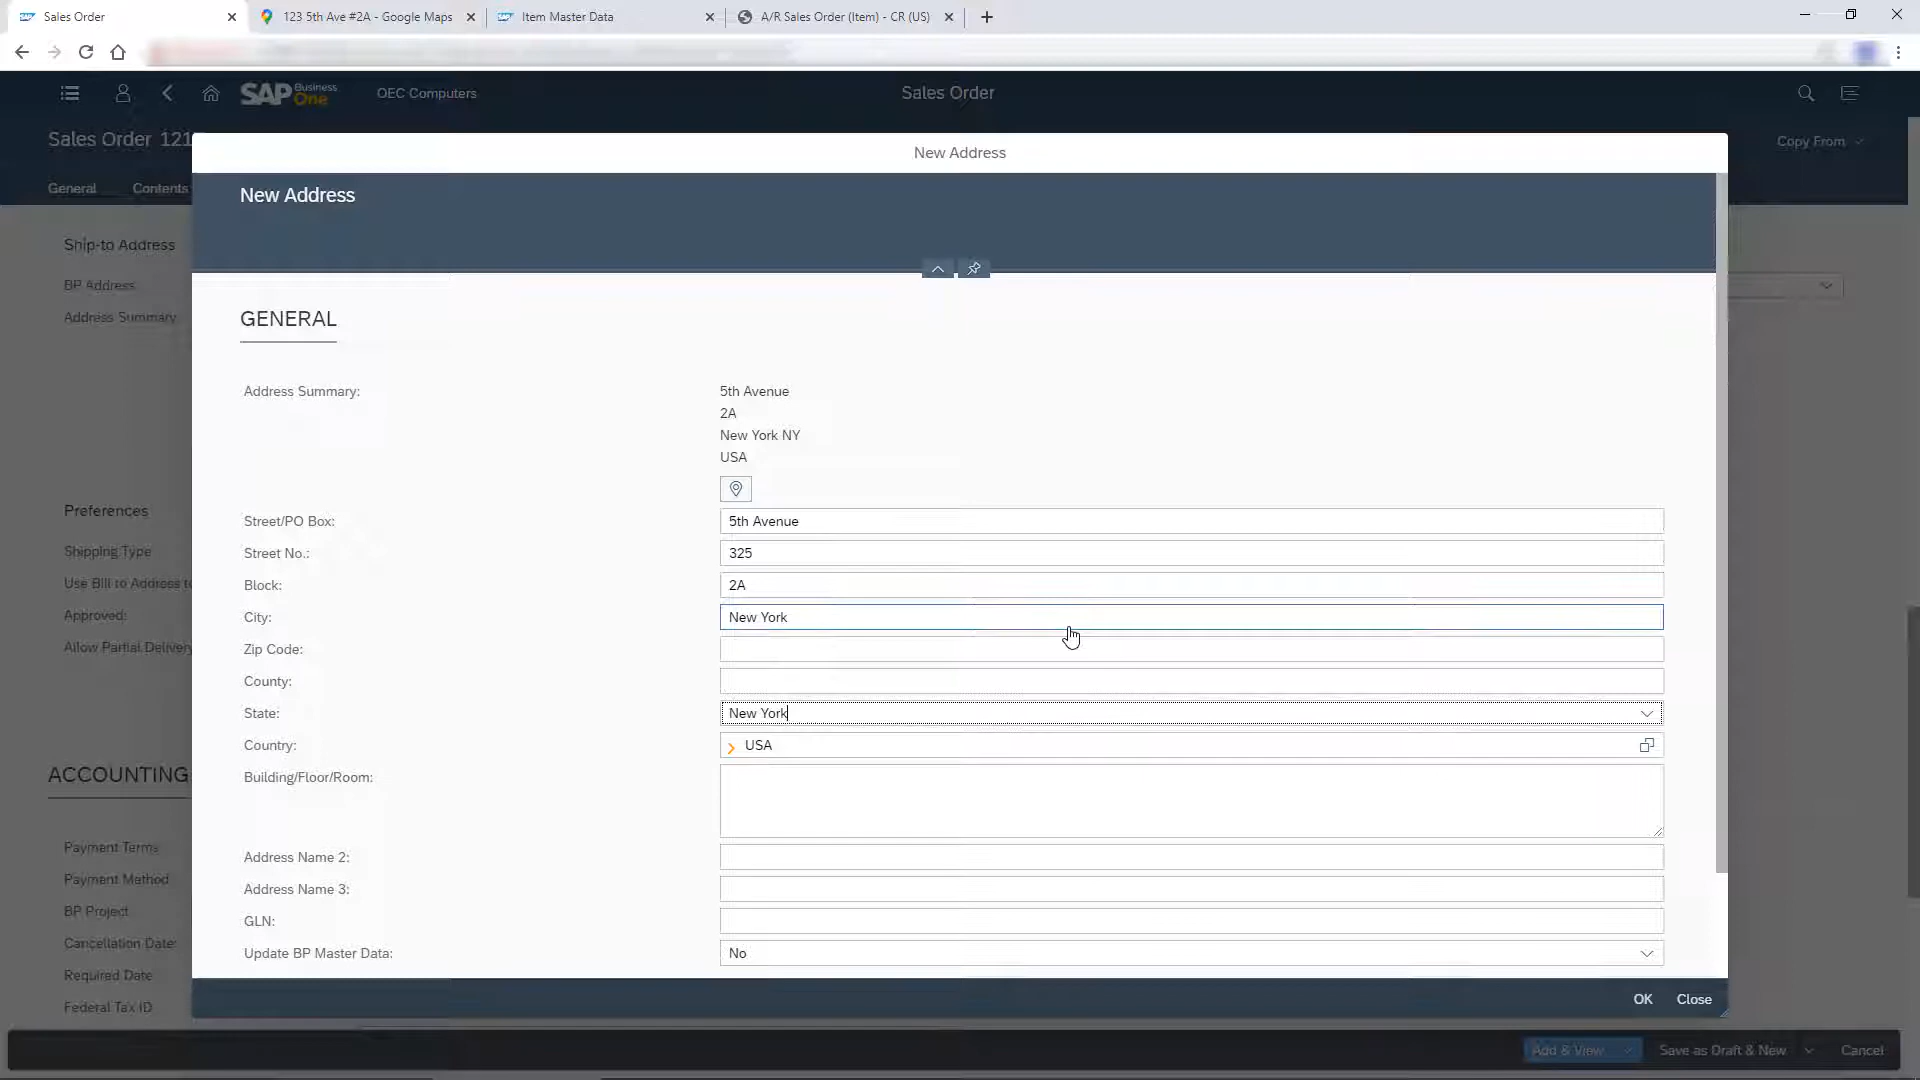 Sales Order
123 5th Ave #2A - Google Maps
Item Master Data
A/R Sales Order (Item) - CR (US)
SAP Business One
OEC Computers
Sales Order
Sales Order 121
Copy From
General
Contents
New Address
New Address
Ship-to Address
BP Address
Address Summary
GENERAL
Address Summary:
5th Avenue
2A
New York NY
USA
Street/PO Box:
5th Avenue
Street No.:
325
Block:
2A
City:
New York
Zip Code:
County:
State:
New York
Country:
USA
Building/Floor/Room:
Address Name 2:
Address Name 3:
GLN:
Update BP Master Data:
No
Preferences
Shipping Type
Use Bill to Address to
Approved:
Allow Partial Delivery
ACCOUNTING
Payment Terms
Payment Method
BP Project
Cancellation Date:
Required Date
Federal Tax ID
OK
Close
Add & View
Save as Draft & New
Cancel